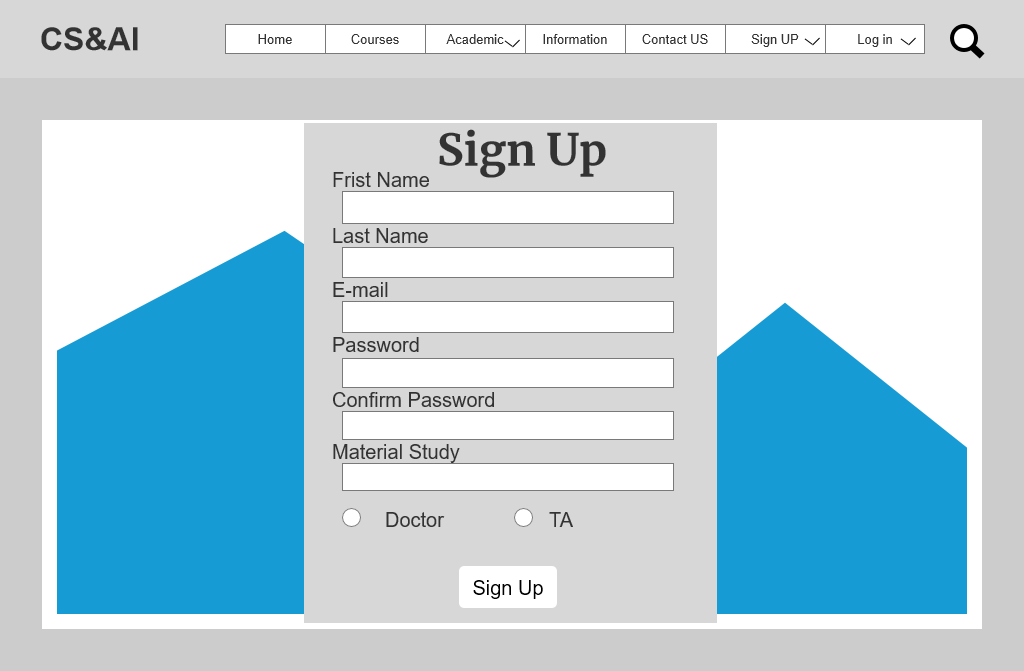 CS&AI
Home Courses Academic Information Contact US Sign UP Log in
Sign Up
Frist Name
Last Name
E-mail
Password
Confirm Password
Material Study
Doctor TA
Sign Up